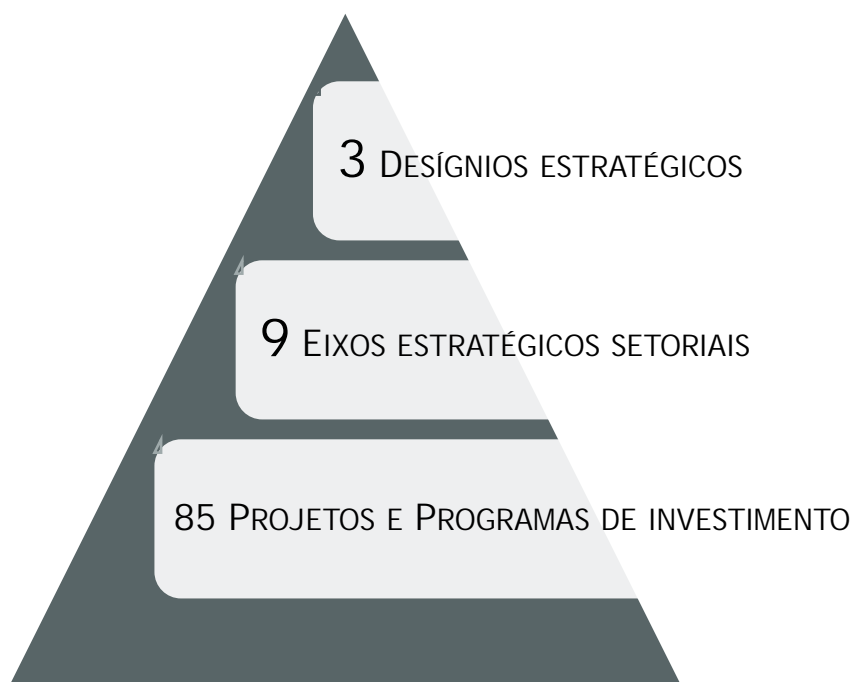 3 Desígnios estratégicos
9 Eixos estratégicos setoriais
85 Projetos e Programas de investimento